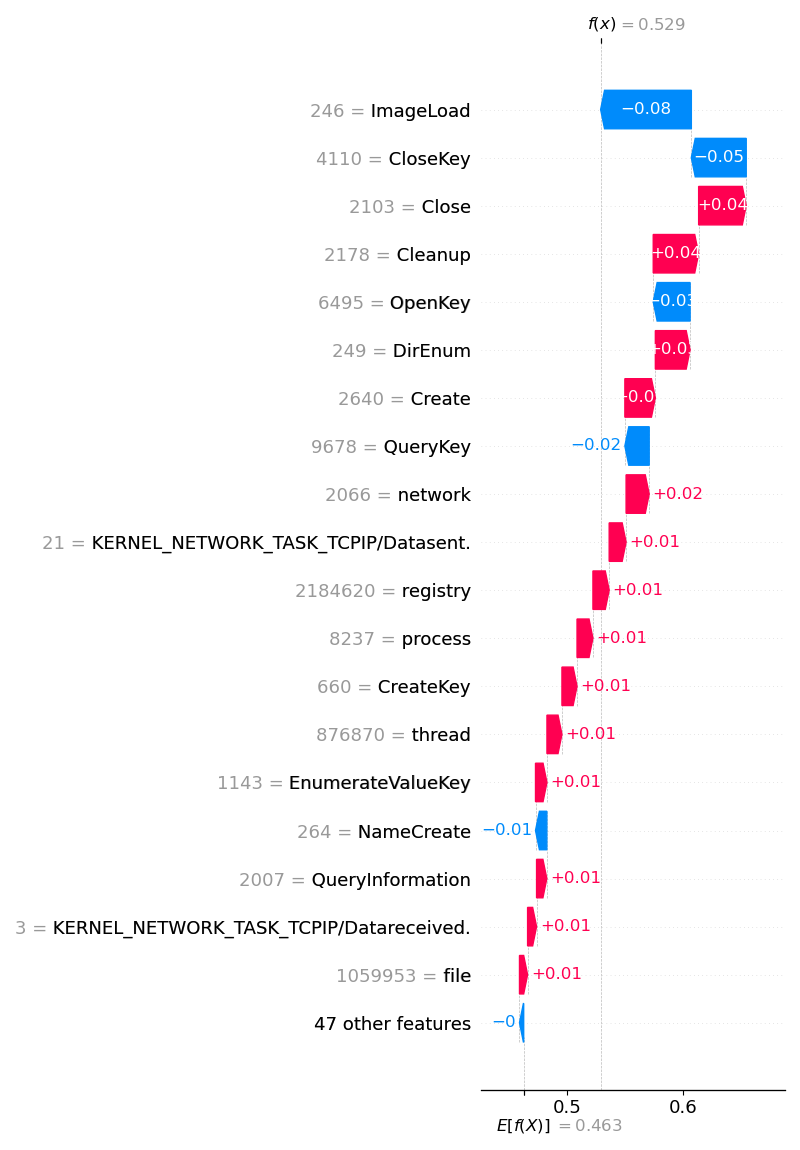 f(x) = 0.529
246 = ImageLoad −0.08
4110 = CloseKey −0.05
2103 = Close +0.04
2178 = Cleanup +0.04
6495 = OpenKey −0.03
249 = DirEnum
2640 = Create
9678 = QueryKey −0.02
2066 = network +0.02
21 = KERNEL_NETWORK_TASK_TCPIP/Datasent. +0.01
2184620 = registry +0.01
8237 = process +0.01
660 = CreateKey +0.01
876870 = thread +0.01
1143 = EnumerateValueKey +0.01
264 = NameCreate −0.01
2007 = QueryInformation +0.01
3 = KERNEL_NETWORK_TASK_TCPIP/Datareceived. +0.01
1059953 = file +0.01
47 other features −0
0.5 0.6
E[f(X)] = 0.463